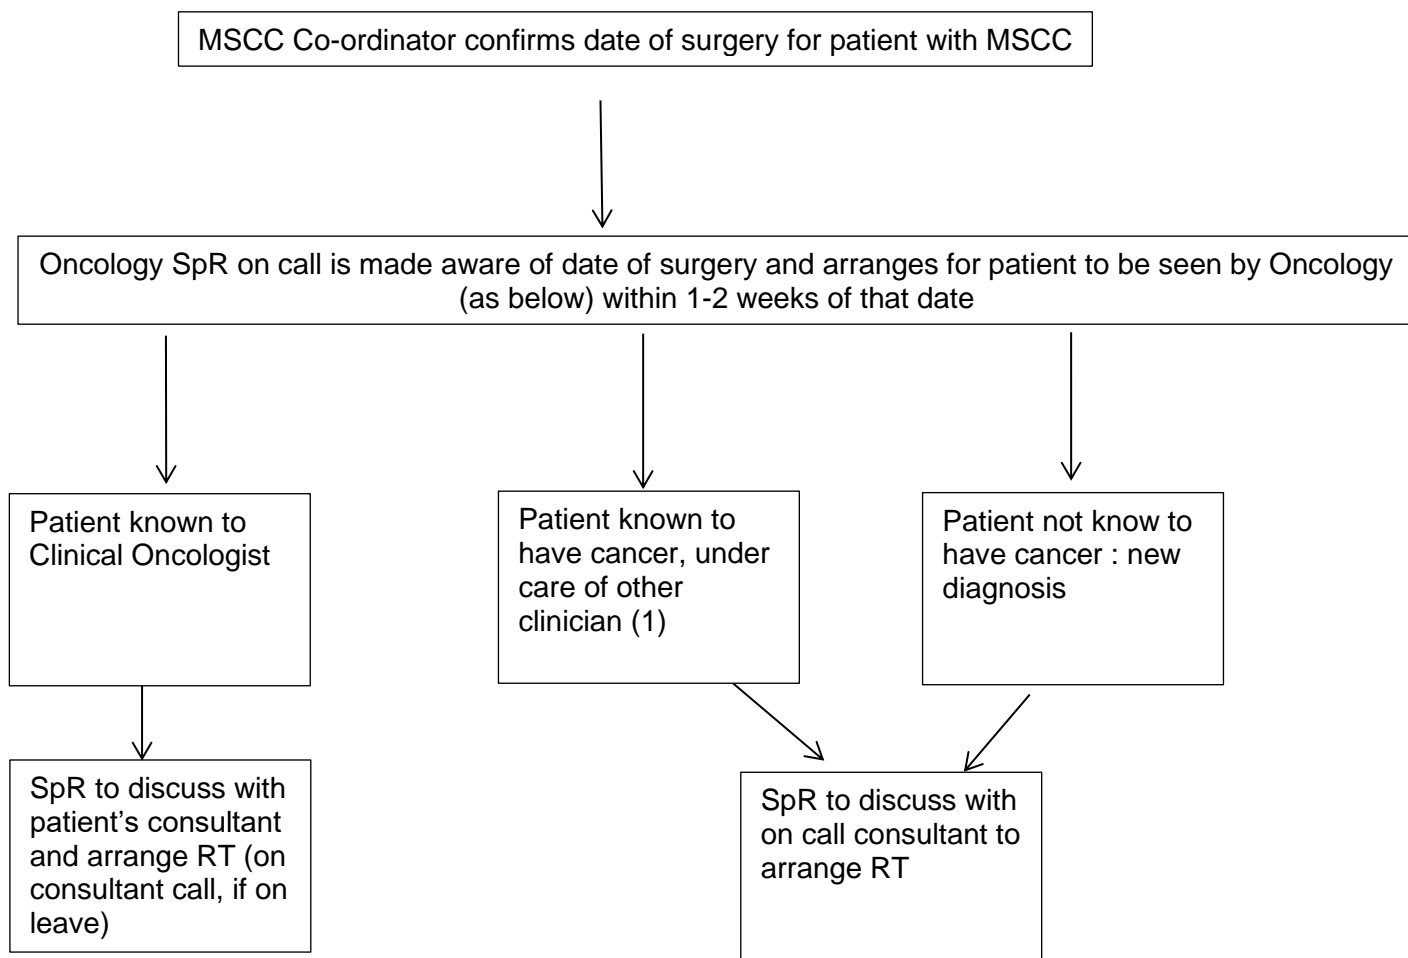 MSCC Co-ordinator confirms date of surgery for patient with MSCC
Oncology SpR on call is made aware of date of surgery and arranges for patient to be seen by Oncology
(as below) within 1-2 weeks of that date
Patient known to
Clinical Oncologist
Patient known to
have cancer, under
care of other
clinician (1)
Patient not know to
have cancer : new
diagnosis
SpR to discuss with
patient’s consultant
and arrange RT (on
consultant call, if on
leave)
SpR to discuss with
on call consultant to
arrange RT